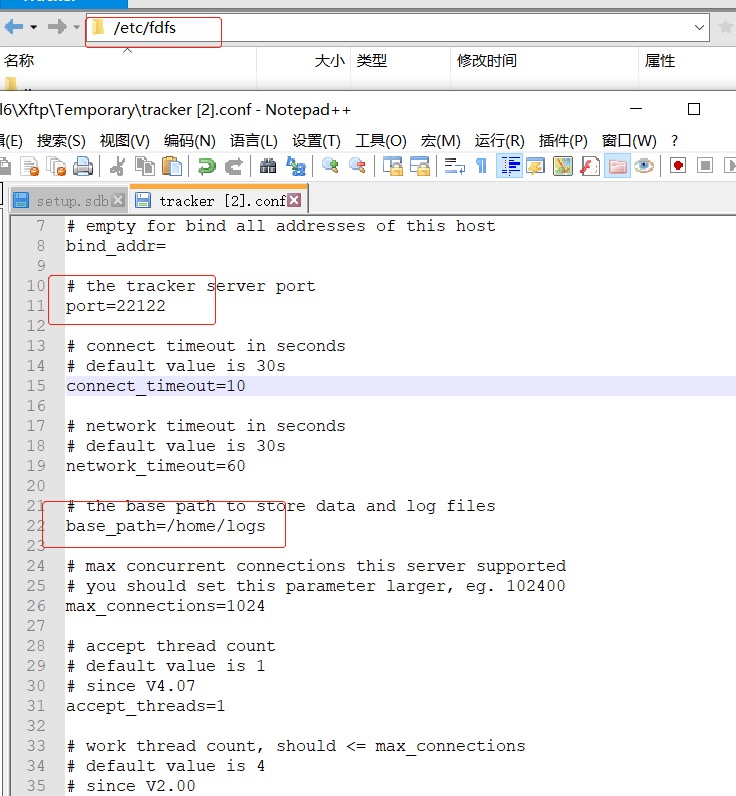 /etc/fdfs
名称 大小 类型 修改时间 属性
..
l6\Xftp\Temporary\tracker [2].conf - Notepad++
(E) 搜索(S) 视图(V) 编码(N) 语言(L) 设置(T) 工具(O) 宏(M) 运行(R) 插件(P) 窗口(W) ?
setup.sdb tracker [2].conf
7 # empty for bind all addresses of this host
8 bind_addr=
9
10 # the tracker server port
11 port=22122
12
13 # connect timeout in seconds
14 # default value is 30s
15 connect_timeout=10
16
17 # network timeout in seconds
18 # default value is 30s
19 network_timeout=60
20
21 # the base path to store data and log files
22 base_path=/home/logs
23
24 # max concurrent connections this server supported
25 # you should set this parameter larger, eg. 102400
26 max_connections=1024
27
28 # accept thread count
29 # default value is 1
30 # since V4.07
31 accept_threads=1
32
33 # work thread count, should <= max_connections
34 # default value is 4
35 # since V2.00